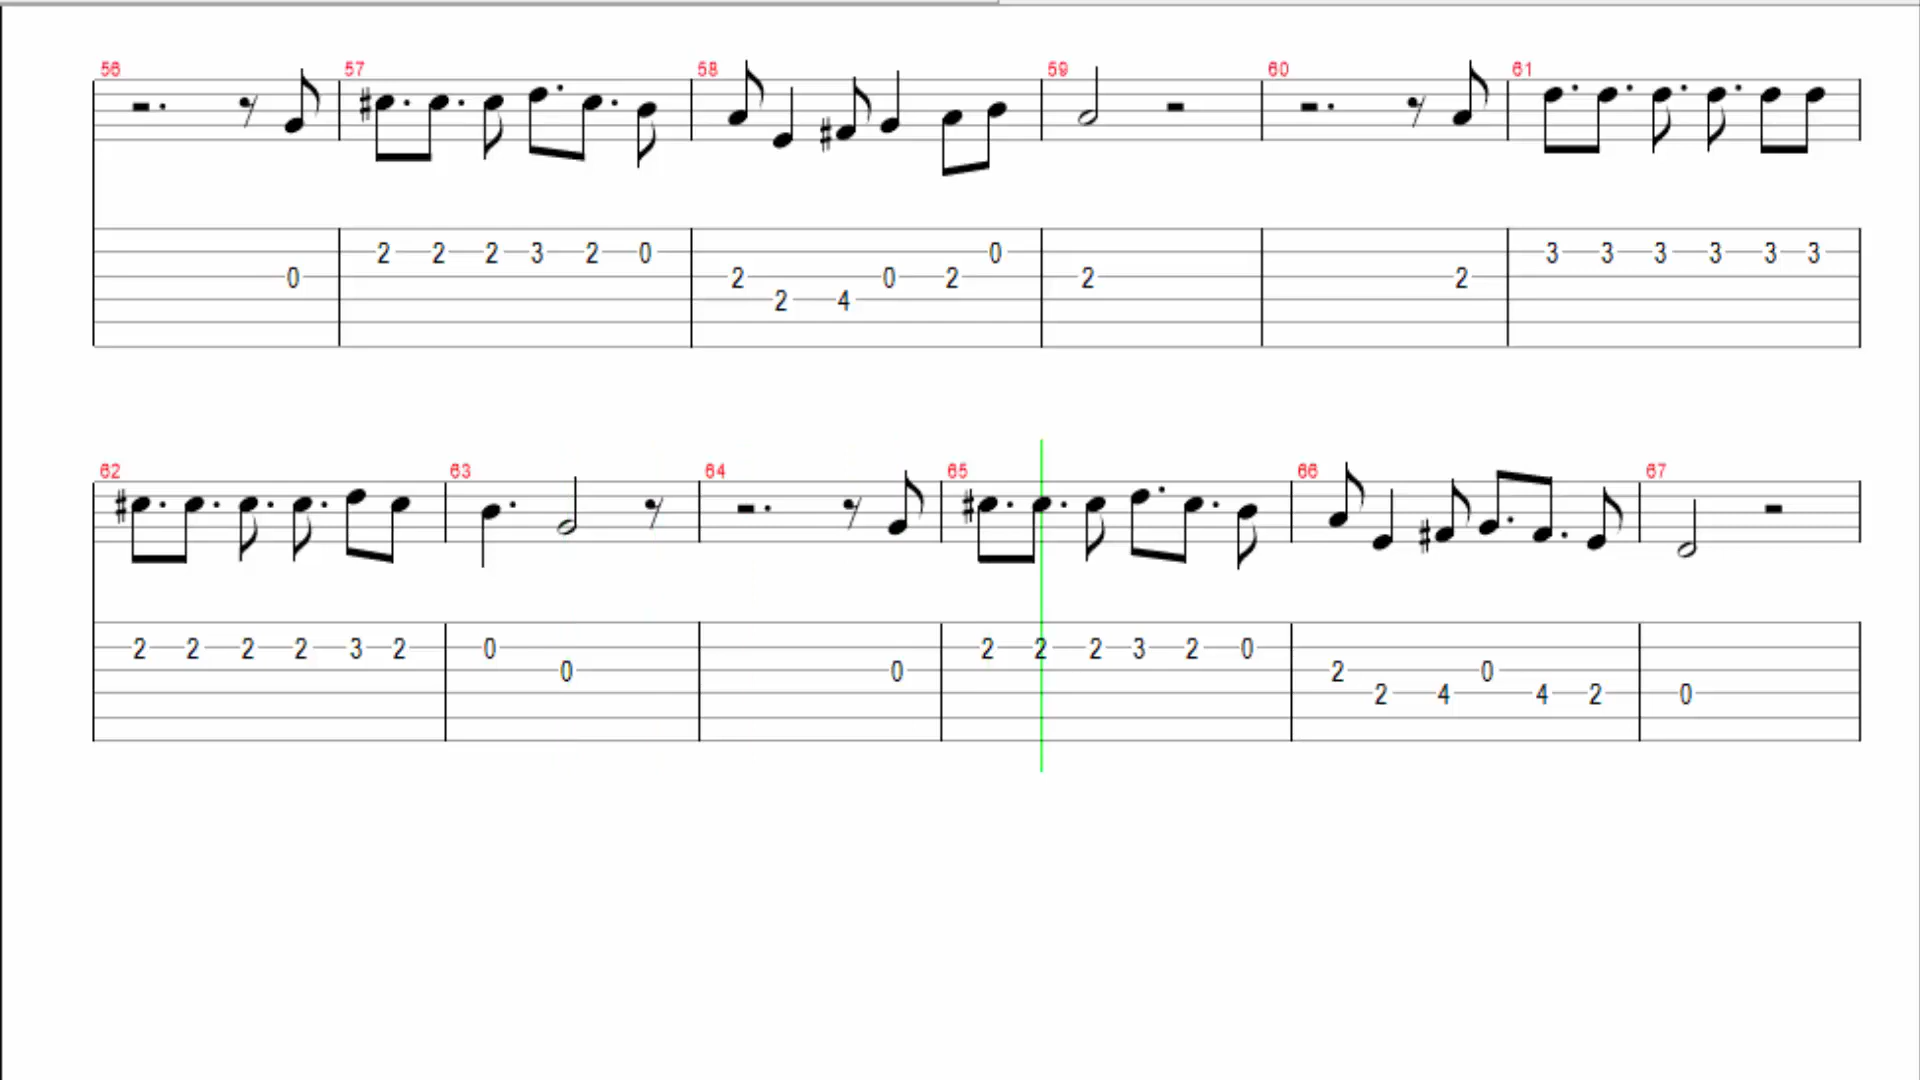 56 57 58 59 60 61
2 2 2 3 2 0 0 3 3 3 3 3 3
0 2 0 2 2 2
2 4
62 63 64 65 66 67
2 2 2 2 3 2 0 2 2 2 3 2 0
0 0 2 0
2 4 4 2 0